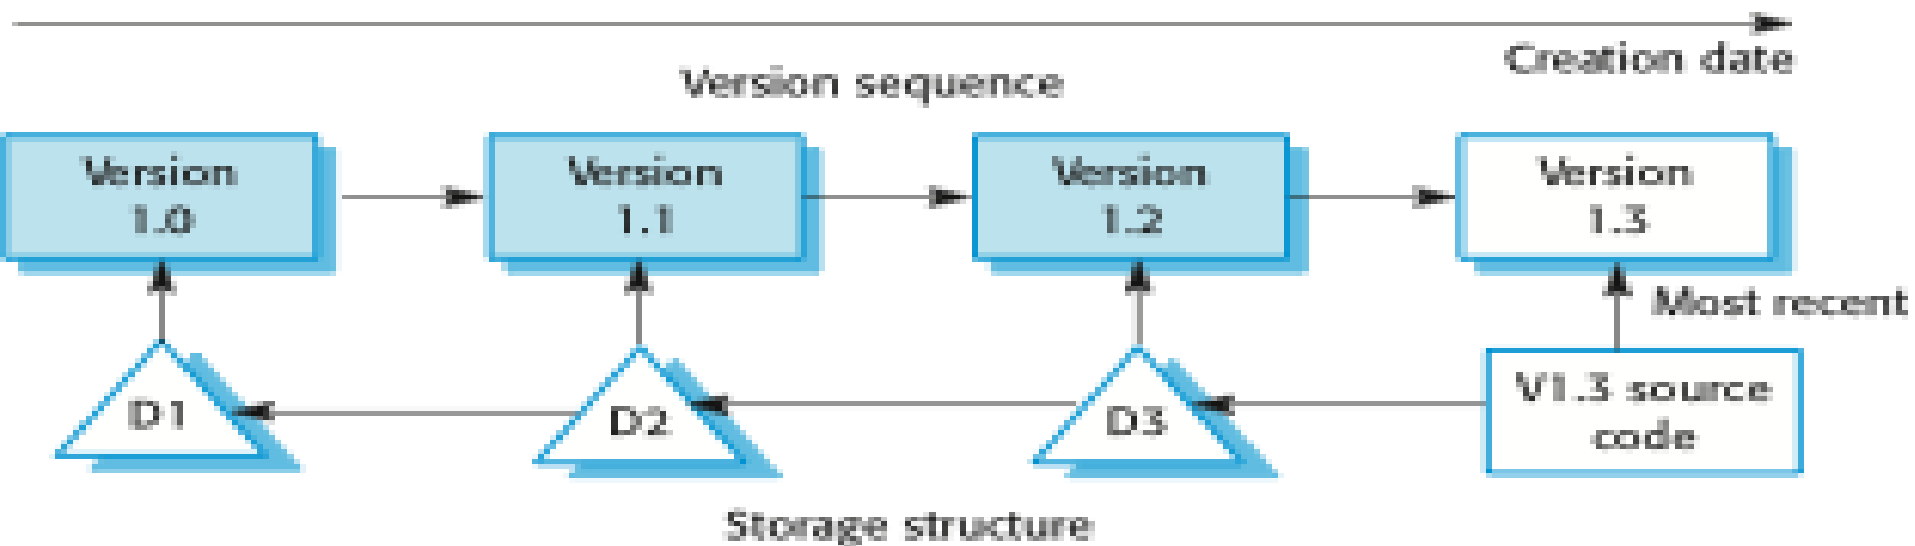 Creation date
Version sequence
Version
1.0
Version
1.1
Version
1.2
Version
1.3
Most recent
D1
D2
D3
V1.3 source
code
Storage structure